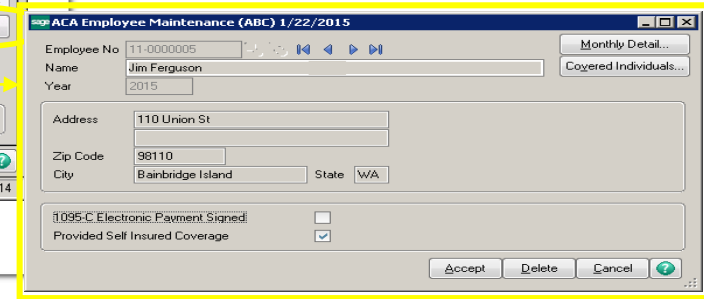 sage ACA Employee Maintenance (ABC) 1/22/2015
Employee No 11-0000005 Monthly Detail...
Name Jim Ferguson Covered Individuals...
Year 2015
Address 110 Union St
Zip Code 98110
City Bainbridge Island State WA
14
1095-C Electronic Payment Signed
Provided Self Insured Coverage
Accept Delete Cancel ?